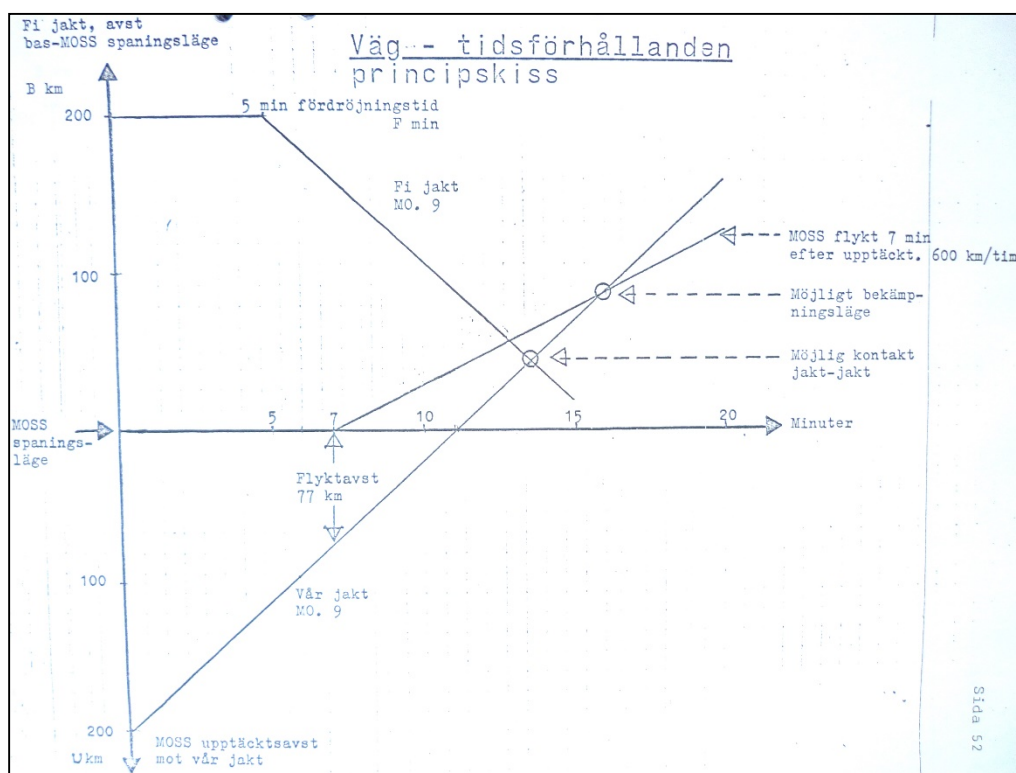 Fi jakt, avst
bas-MOSS spaningsläge
Väg - tidsförhållanden
principskiss
B km
200
5 min fördröjningstid
F min
Fi jakt
MO. 9
MOSS flykt 7 min
efter upptäckt. 600 km/tim
100
Möjligt bekämp-
ningsläge
Möjlig kontakt
jakt-jakt
MOSS
spanings-
läge
5
7
10
15
20
Minuter
Flyktavst
77 km
100
Vår jakt
MO. 9
200
U km
MOSS upptäcktsavst
mot vår jakt
Sida 52